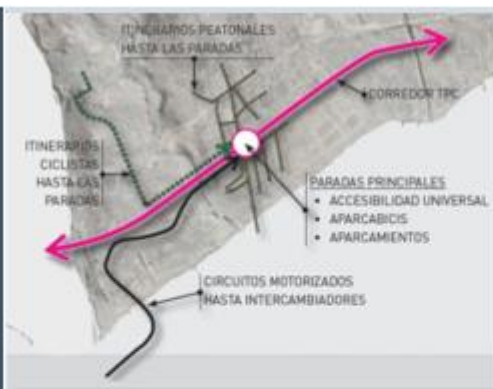 ITINERARIOS PEATONALES
HASTA LAS PARADAS
CORREDOR TPC
ITINERARIOS
CICLISTAS
HASTA LAS
PARADAS
PARADAS PRINCIPALES
• ACCESIBILIDAD UNIVERSAL
• APARCABICIS
• APARCAMIENTOS
CIRCUITOS MOTORIZADOS
HASTA INTERCAMBIADORES